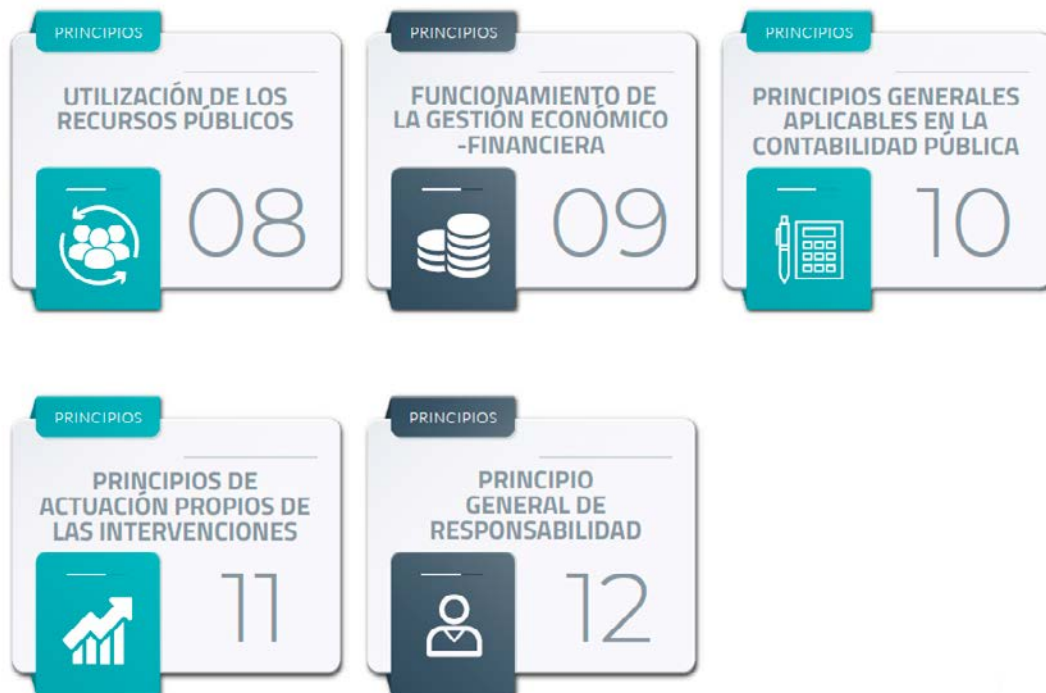 PRINCIPIOS
UTILIZACIÓN DE LOS
RECURSOS PÚBLICOS
08
PRINCIPIOS
FUNCIONAMIENTO DE
LA GESTIÓN ECONÓMICO
-FINANCIERA
09
PRINCIPIOS
PRINCIPIOS GENERALES
APLICABLES EN LA
CONTABILIDAD PÚBLICA
10
PRINCIPIOS
PRINCIPIOS DE
ACTUACIÓN PROPIOS DE
LAS INTERVENCIONES
11
PRINCIPIOS
PRINCIPIO
GENERAL DE
RESPONSABILIDAD
12